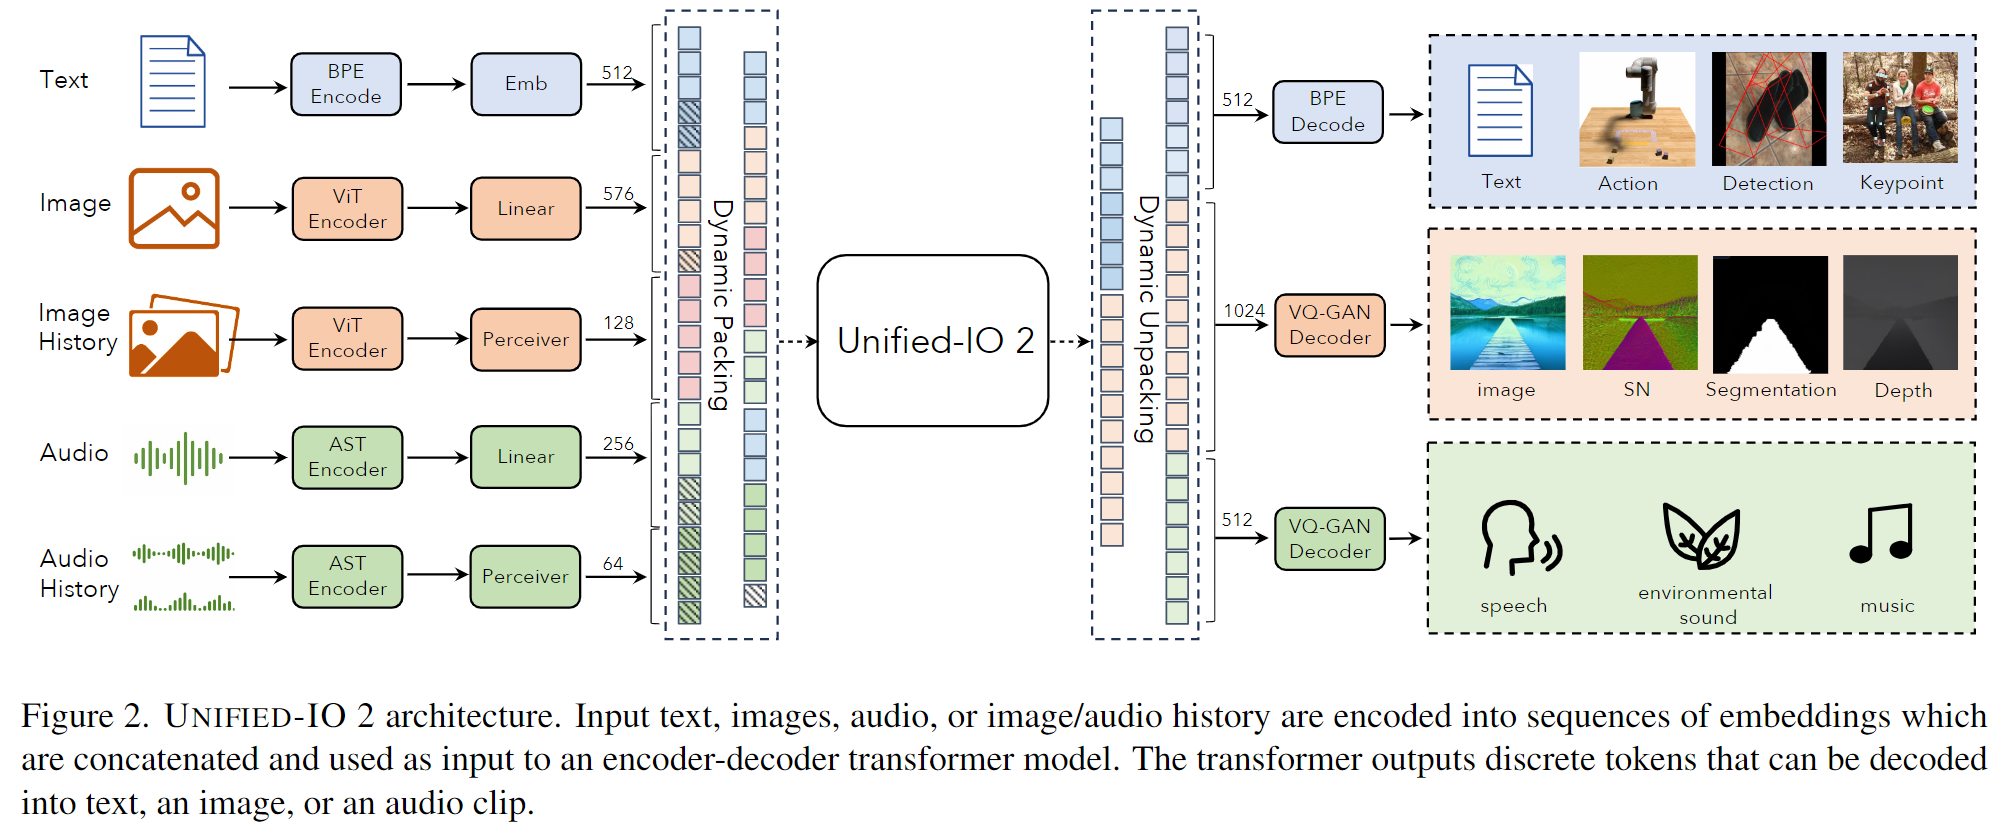 Text
BPE
Encode
Emb
512
Image
ViT
Encoder
Linear
576
Image
History
ViT
Encoder
Perceiver
128
Audio
AST
Encoder
Linear
256
Audio
History
AST
Encoder
Perceiver
64
Dynamic Packing
Unified-IO 2
Dynamic Unpacking
512
BPE
Decode
Text
Action
Detection
Keypoint
1024
VQ-GAN
Decoder
image
SN
Segmentation
Depth
512
VQ-GAN
Decoder
speech
environmental
sound
music
Figure 2. UNIFIED-IO 2 architecture. Input text, images, audio, or image/audio history are encoded into sequences of embeddings which
are concatenated and used as input to an encoder-decoder transformer model. The transformer outputs discrete tokens that can be decoded
into text, an image, or an audio clip.